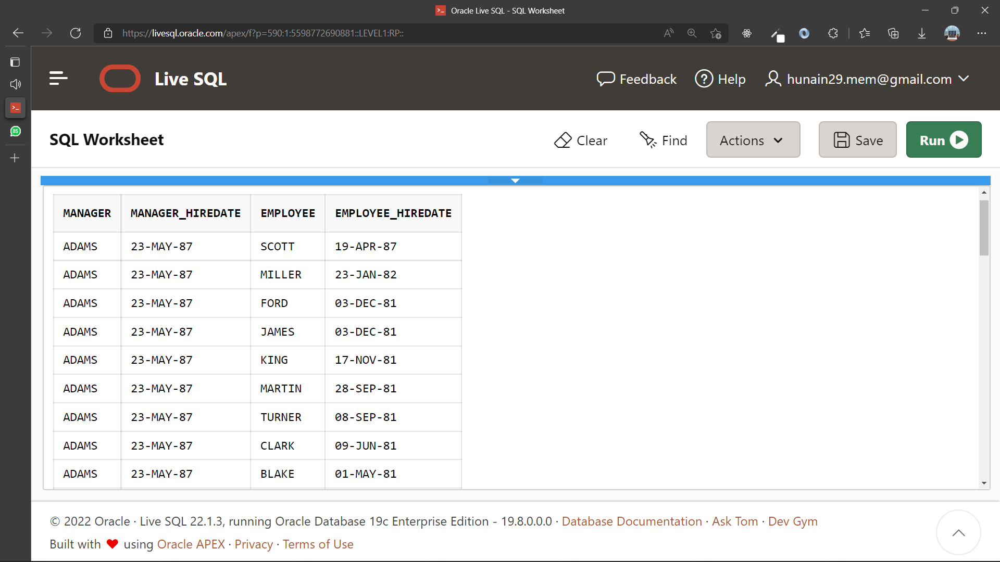 Oracle Live SQL - SQL Worksheet
https://livesql.oracle.com/apex/f?p=590:1:5598772690881::LEVEL1:RP::
Live SQL
Feedback
Help
hunain29.mem@gmail.com
85
SQL Worksheet
Clear
Find
Actions
Save
Run
MANAGER MANAGER_HIREDATE EMPLOYEE EMPLOYEE_HIREDATE
ADAMS 23-MAY-87 SCOTT 19-APR-87
ADAMS 23-MAY-87 MILLER 23-JAN-82
ADAMS 23-MAY-87 FORD 03-DEC-81
ADAMS 23-MAY-87 JAMES 03-DEC-81
ADAMS 23-MAY-87 KING 17-NOV-81
ADAMS 23-MAY-87 MARTIN 28-SEP-81
ADAMS 23-MAY-87 TURNER 08-SEP-81
ADAMS 23-MAY-87 CLARK 09-JUN-81
ADAMS 23-MAY-87 BLAKE 01-MAY-81
© 2022 Oracle · Live SQL 22.1.3, running Oracle Database 19c Enterprise Edition - 19.8.0.0.0 · Database Documentation · Ask Tom · Dev Gym
Built with ❤ using Oracle APEX · Privacy · Terms of Use